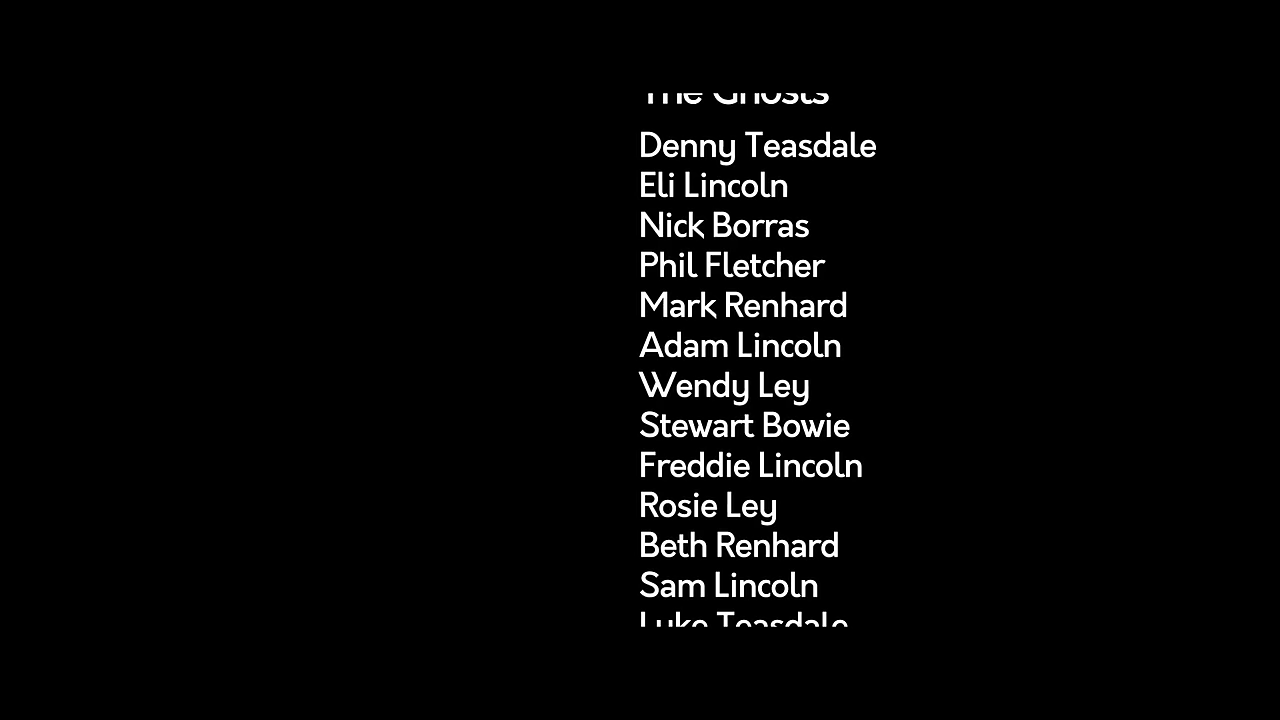 The Ghosts
Denny Teasdale
Eli Lincoln
Nick Borras
Phil Fletcher
Mark Renhard
Adam Lincoln
Wendy Ley
Stewart Bowie
Freddie Lincoln
Rosie Ley
Beth Renhard
Sam Lincoln
Luke Teasdale